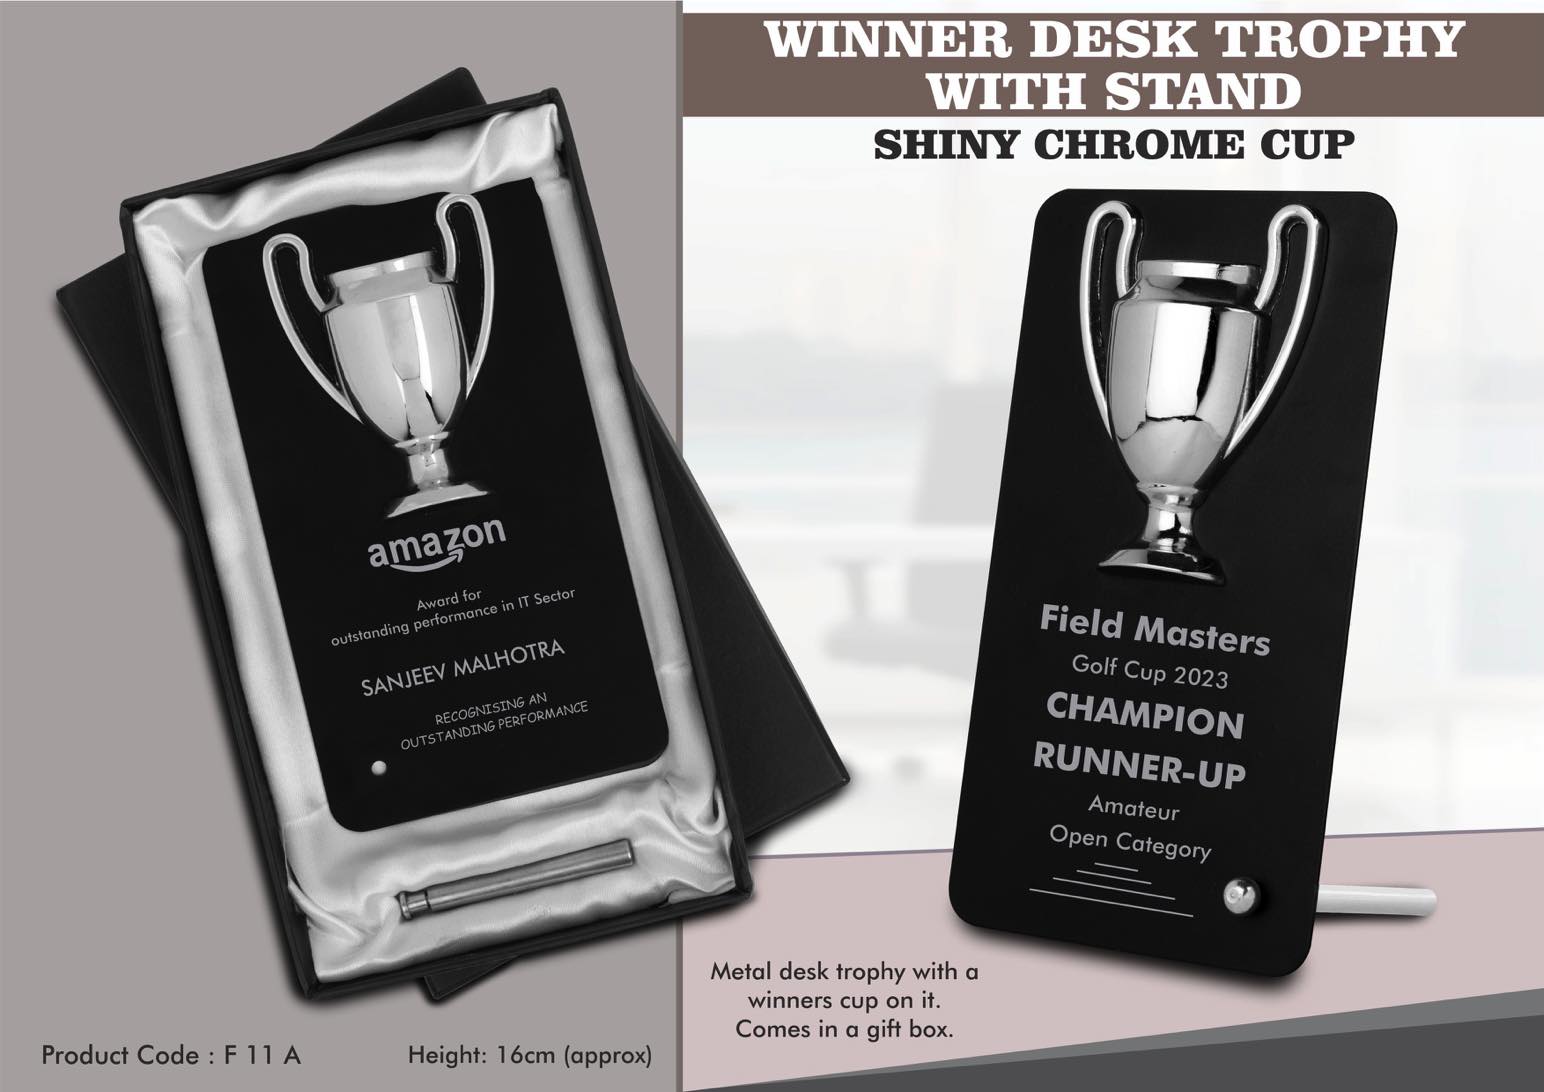 WINNER DESK TROPHY
WITH STAND
SHINY CHROME CUP
amazon
Award for
outstanding performance in IT Sector
SANJEEV MALHOTRA
RECOGNISING AN
OUTSTANDING PERFORMANCE
Field Masters
Golf Cup 2023
CHAMPION
RUNNER-UP
Amateur
Open Category
Metal desk trophy with a
winners cup on it.
Comes in a gift box.
Product Code : F 11 A
Height: 16cm (approx)